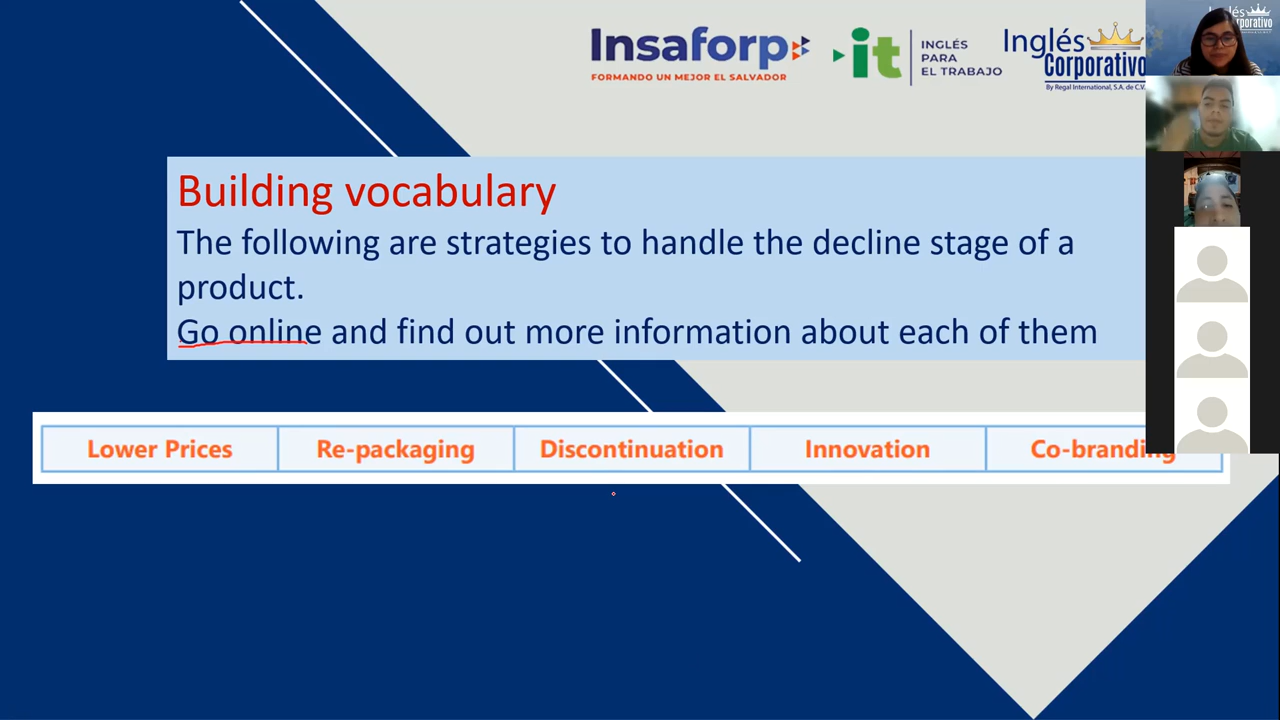 Insaforp
FORMANDO UN MEJOR EL SALVADOR
it
INGLÉS
PARA
EL TRABAJO
Inglés
Corporativo
By Regal International, S.A. de C.V.
Building vocabulary
The following are strategies to handle the decline stage of a
product.
Go online and find out more information about each of them
Lower Prices
Re-packaging
Discontinuation
Innovation
Co-branding